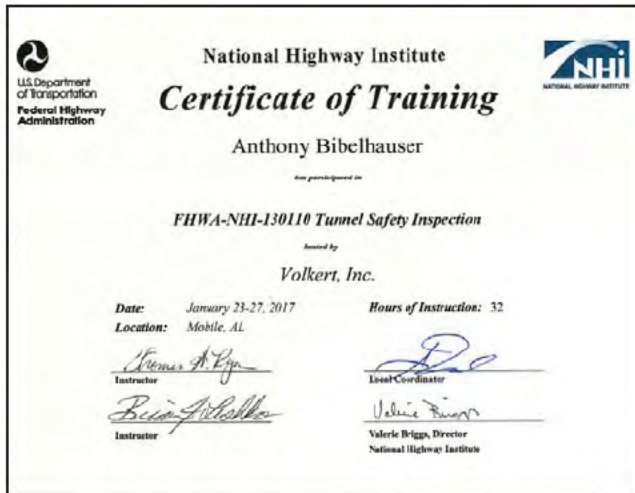 U.S. Department
of Transportation
Federal Highway
Administration
National Highway Institute
NHi
NATIONAL HIGHWAY INSTITUTE
Certificate of Training
Anthony Bibelhauser
has participated in
FHWA-NHI-130110 Tunnel Safety Inspection
hosted by
Volkert, Inc.
Date: January 23-27, 2017
Hours of Instruction: 32
Location: Mobile, AL
Instructor
Local Coordinator
Instructor
Valerie Briggs
Valerie Briggs, Director
National Highway Institute